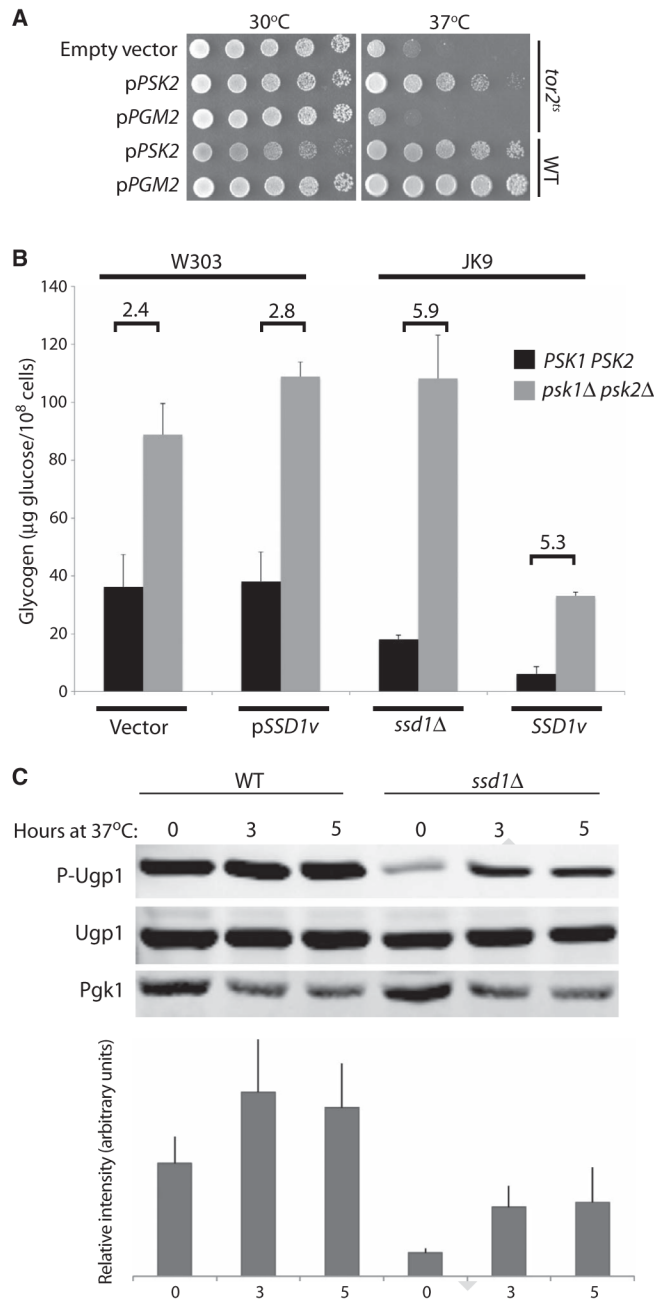 A
30ºC 37ºC
Empty vector
pPSK2
pPGM2
pPSK2
pPGM2
tor2ts
WT
B
W303 JK9
140
120
100
80
60
40
20
0
Glycogen (µg glucose/10⁸ cells)
2.4 2.8 5.9 5.3
PSK1 PSK2
psk1Δ psk2Δ
Vector pSSD1v ssd1Δ SSD1v
C
WT ssd1Δ
Hours at 37ºC: 0 3 5 0 3 5
P-Ugp1
Ugp1
Pgk1
Relative intensity (arbitrary units)
0 3 5 0 3 5